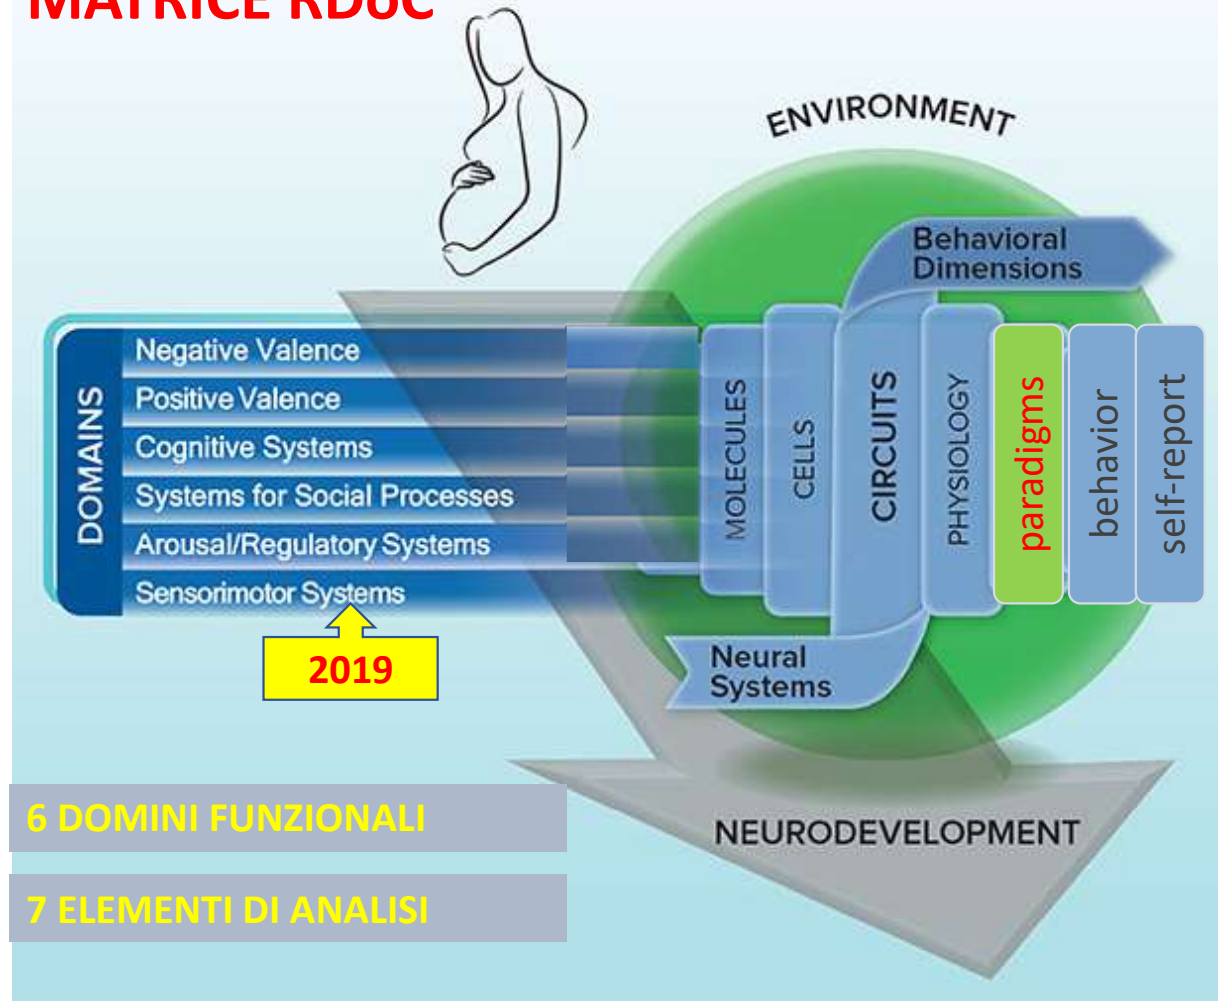 MATRICE RDoC
ENVIRONMENT
Behavioral
Dimensions
DOMAINS
Negative Valence
Positive Valence
Cognitive Systems
Systems for Social Processes
Arousal/Regulatory Systems
Sensorimotor Systems
MOLECULES
CELLS
CIRCUITS
PHYSIOLOGY
paradigms
behavior
self-report
2019
Neural
Systems
6 DOMINI FUNZIONALI
NEURODEVELOPMENT
7 ELEMENTI DI ANALISI